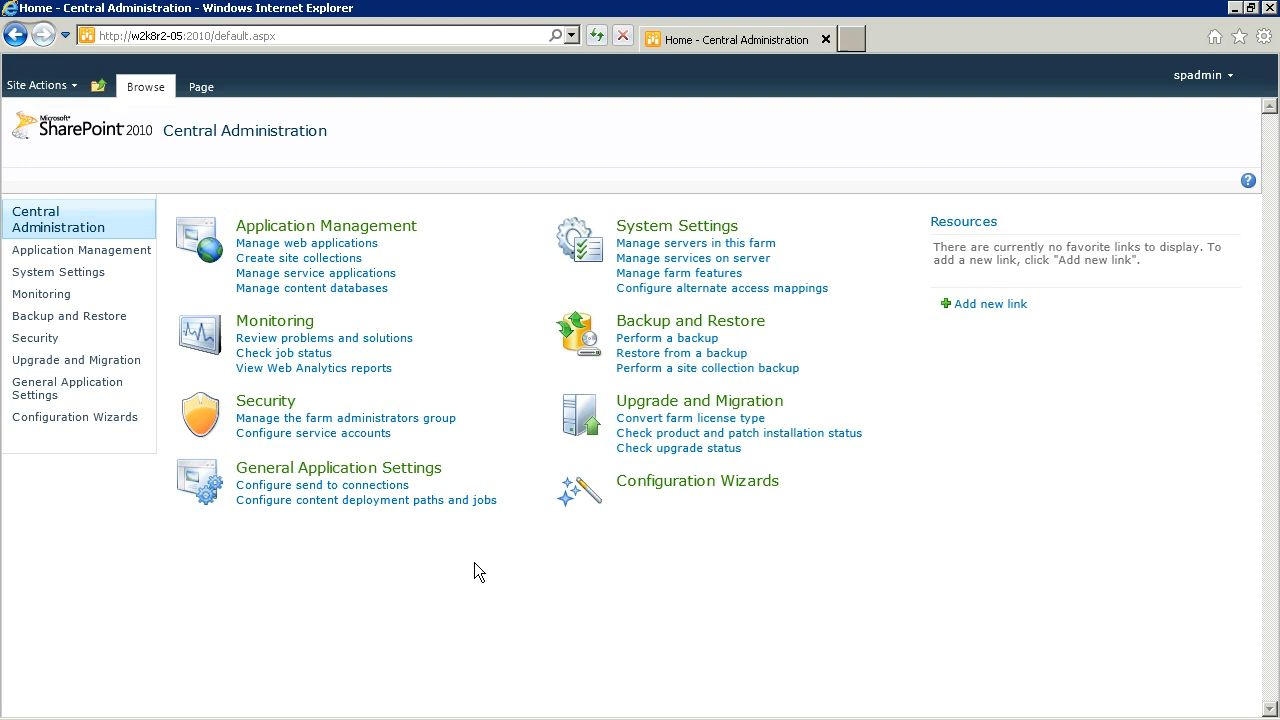 Home - Central Administration - Windows Internet Explorer
http://w2k8r2-05:2010/default.aspx
Home - Central Administration
spadmin
Site Actions
Browse
Page
Microsoft
SharePoint 2010
Central Administration
Central
Administration
Application Management
System Settings
Monitoring
Backup and Restore
Security
Upgrade and Migration
General Application
Settings
Configuration Wizards
Application Management
Manage web applications
Create site collections
Manage service applications
Manage content databases
Monitoring
Review problems and solutions
Check job status
View Web Analytics reports
Security
Manage the farm administrators group
Configure service accounts
General Application Settings
Configure send to connections
Configure content deployment paths and jobs
System Settings
Manage servers in this farm
Manage services on server
Manage farm features
Configure alternate access mappings
Backup and Restore
Perform a backup
Restore from a backup
Perform a site collection backup
Upgrade and Migration
Convert farm license type
Check product and patch installation status
Check upgrade status
Configuration Wizards
Resources
There are currently no favorite links to display. To
add a new link, click "Add new link".
Add new link